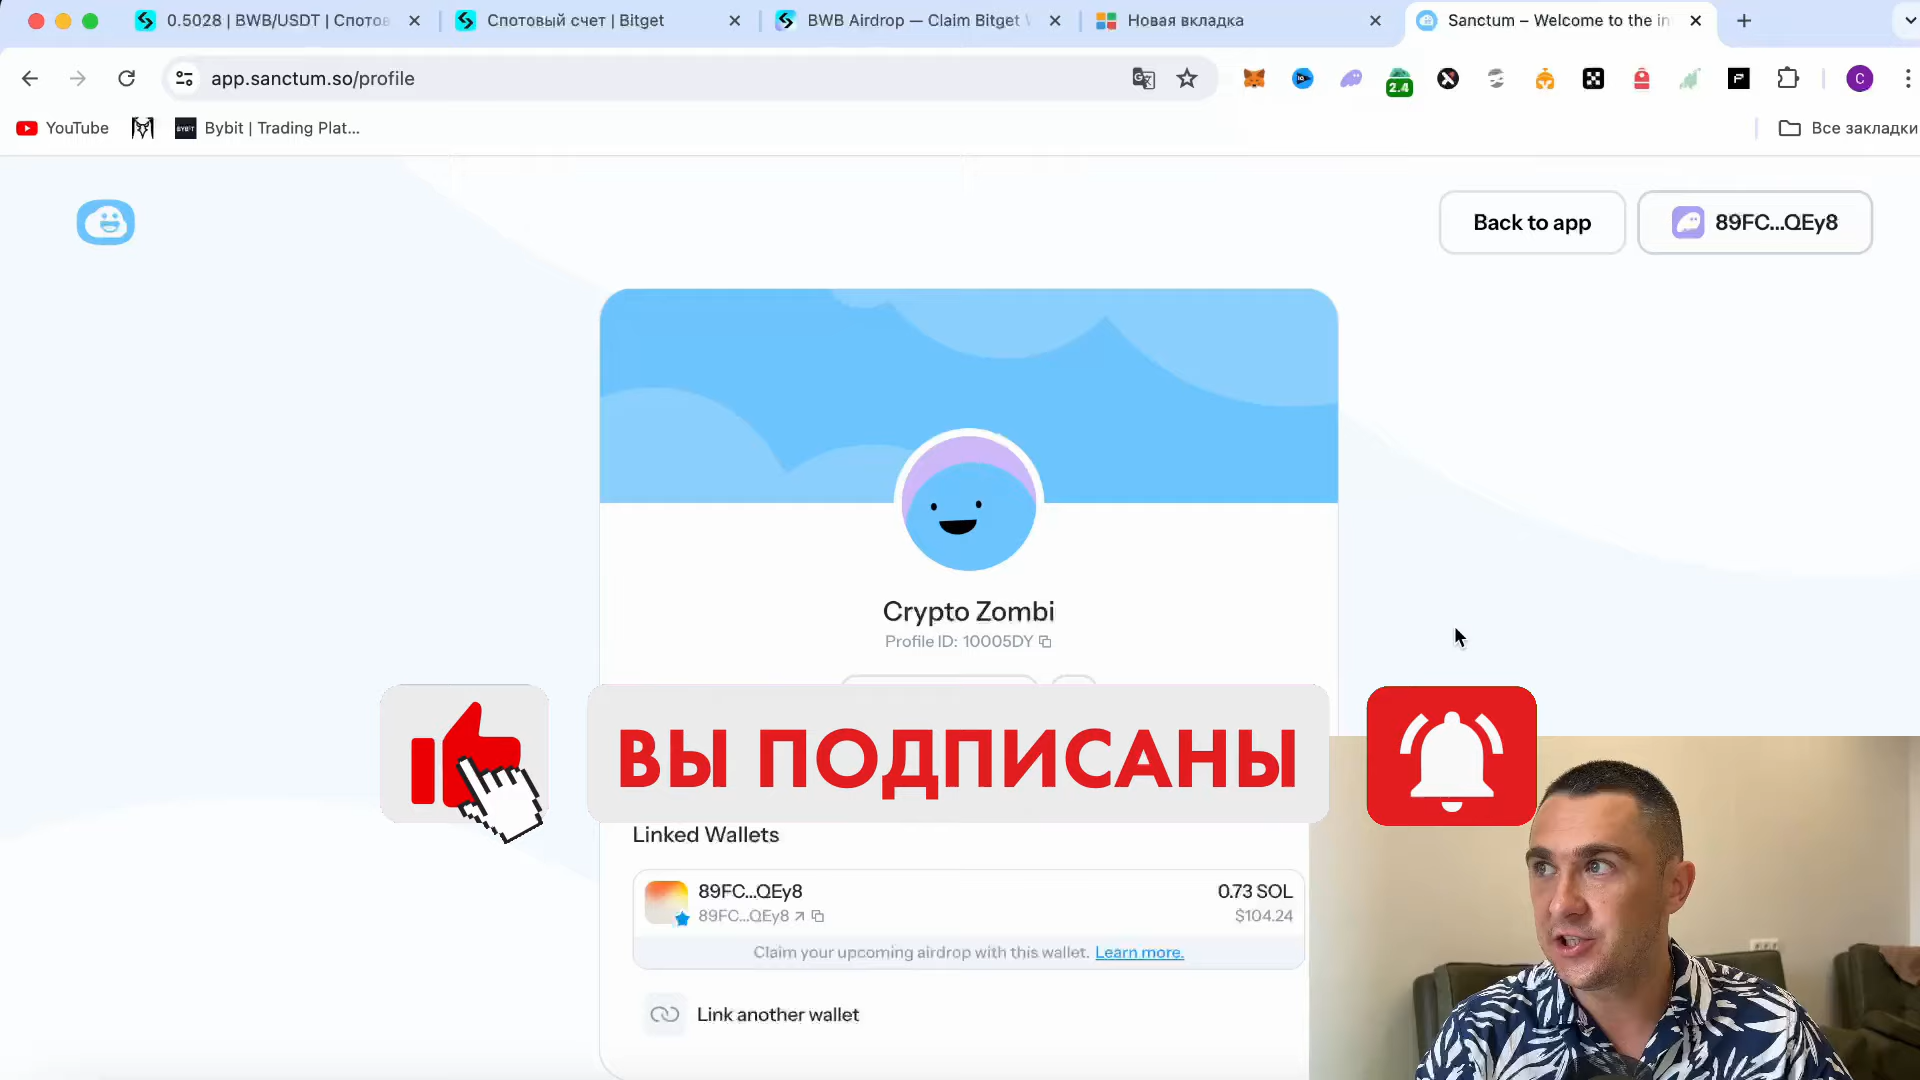 0.5028 | BWB/USDT | Спото
Спотовый счет | Bitget
BWB Airdrop — Claim Bitget W
Новая вкладка
Sanctum – Welcome to the in
app.sanctum.so/profile
2.4
C
YouTube
BYBIT
Bybit | Trading Plat...
Все закладки
Back to app
89FC...QEy8
Crypto Zombi
Profile ID: 10005DY
ВЫ ПОДПИСАНЫ
Linked Wallets
89FC...QEy8
0.73 SOL
89FC...QEy8
$104.24
Claim your upcoming airdrop with this wallet. Learn more.
Link another wallet